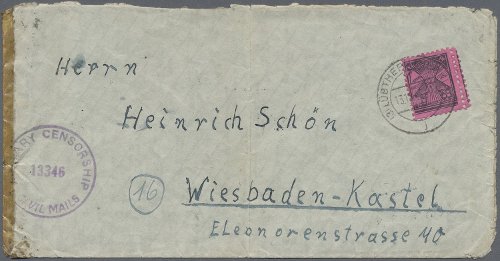 Herrn
Heinrich Schön
(16) Wiesbaden-Kastel
Eleonorenstrasse 40
CENSORSHIP
13346
CIVIL MAILS